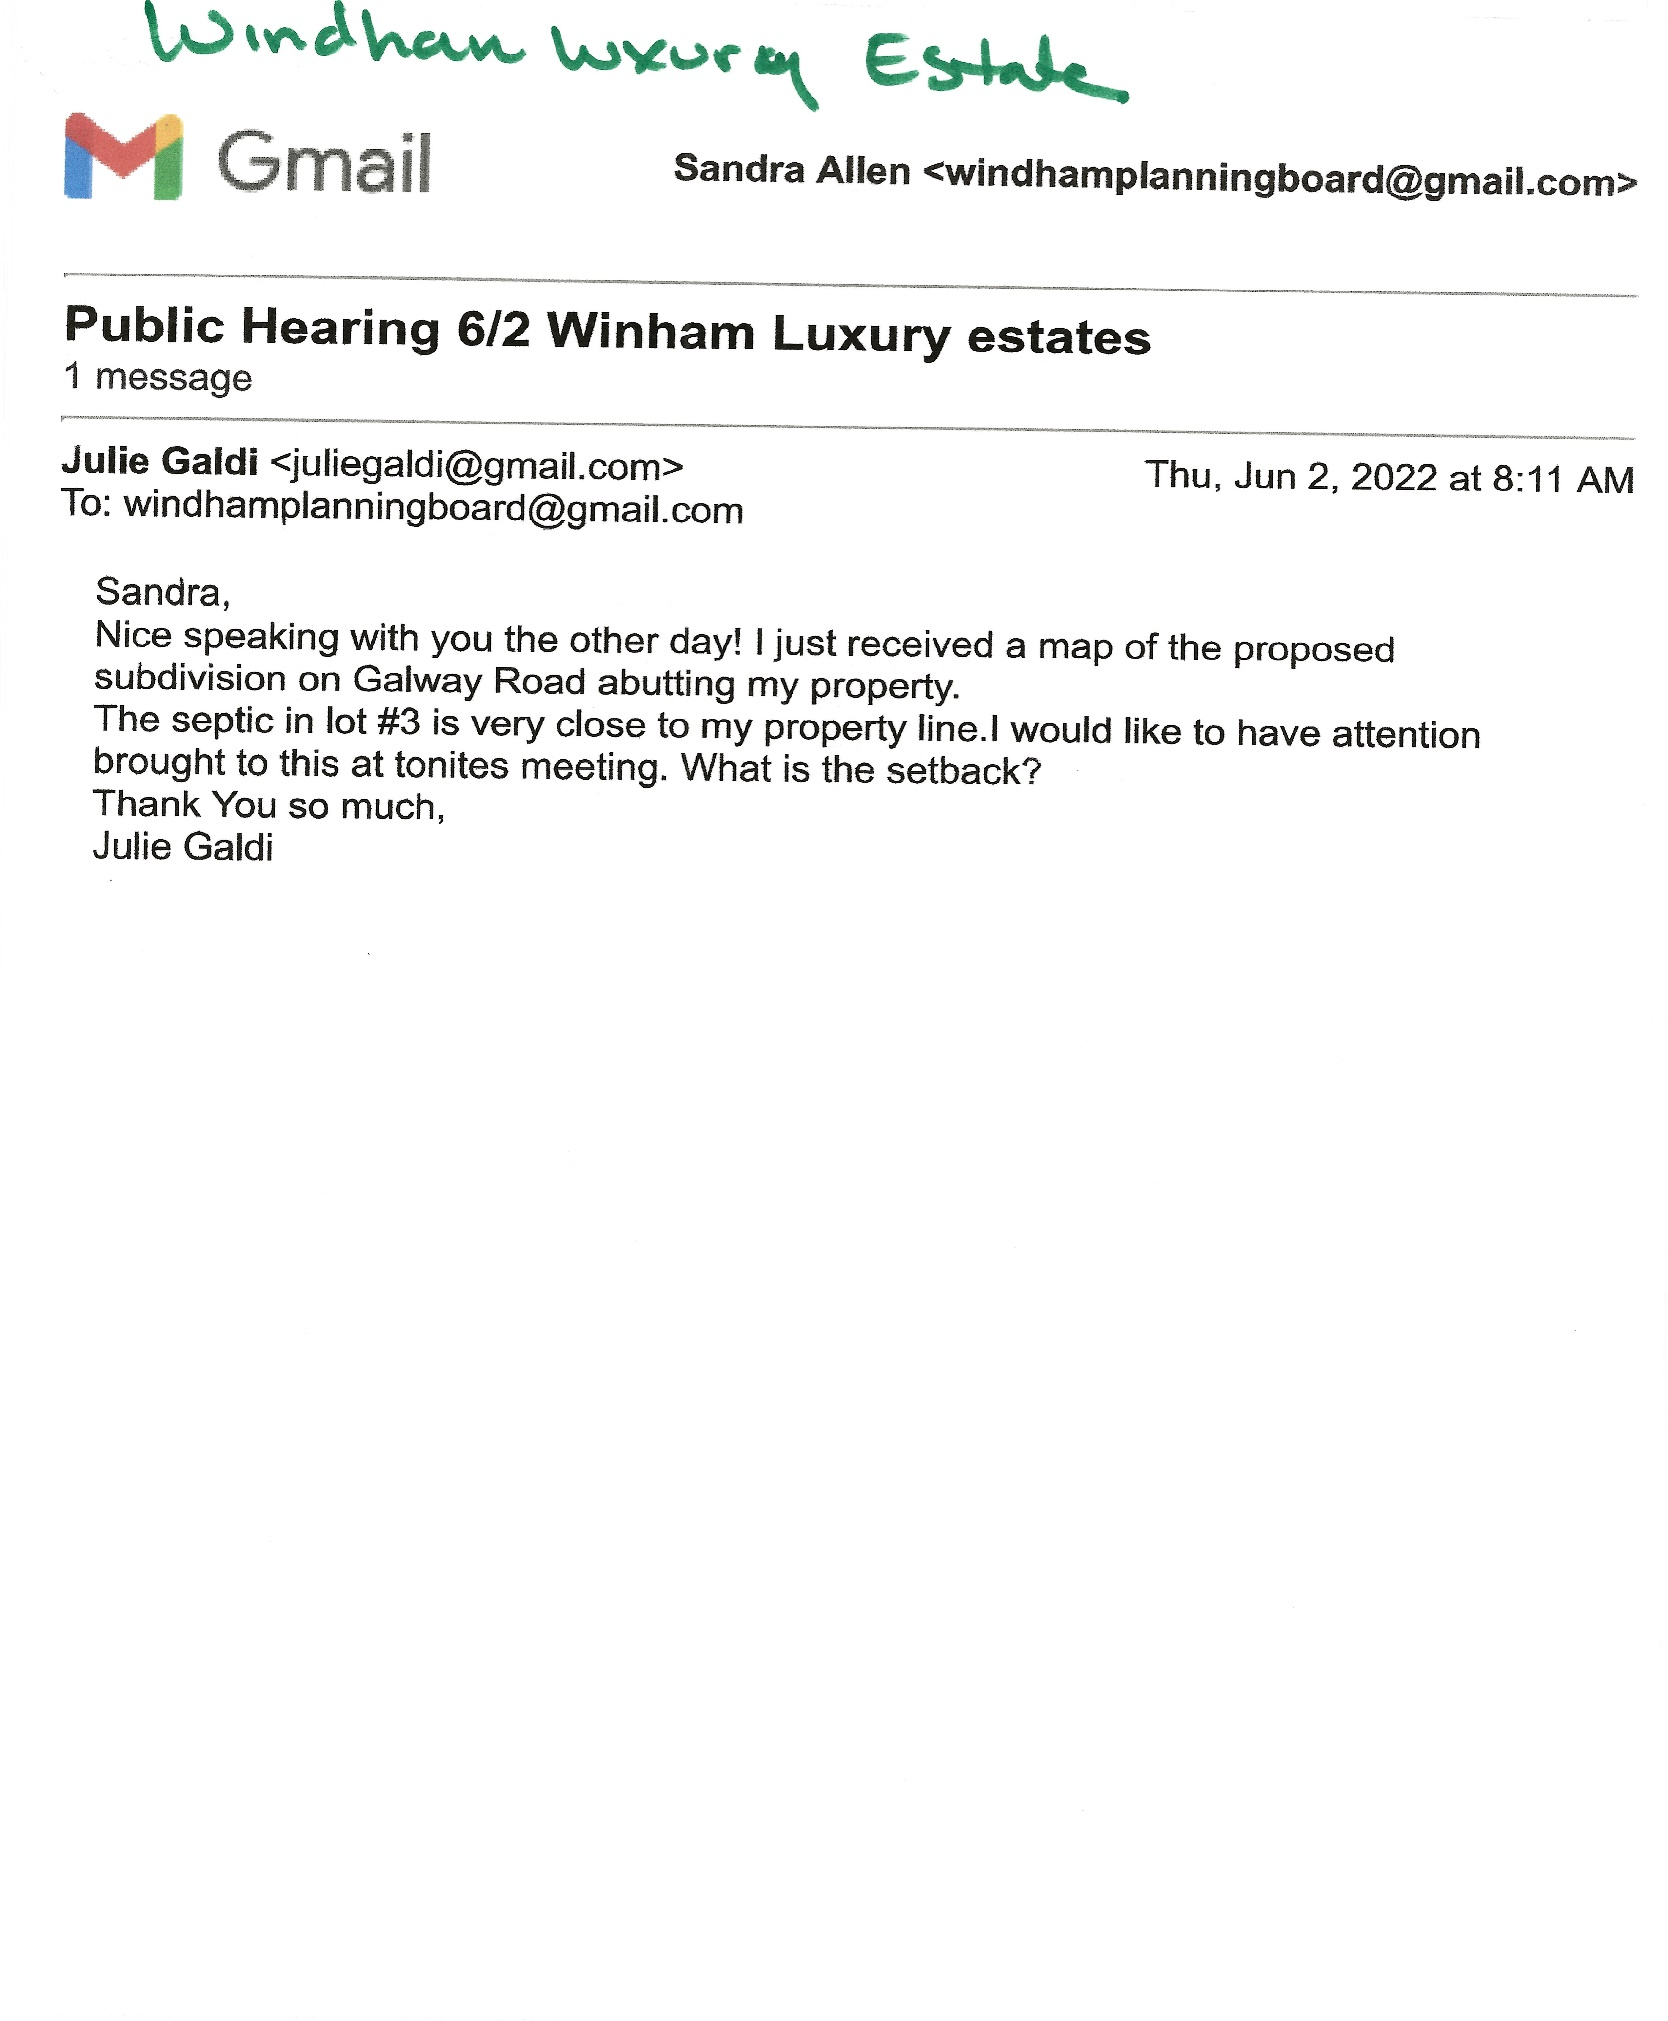 Windham Luxuray Estate
Gmail
Sandra Allen <windhamplanningboard@gmail.com>
Public Hearing 6/2 Winham Luxury estates
1 message
Julie Galdi <juliegaldi@gmail.com>
Thu, Jun 2, 2022 at 8:11 AM
To: windhamplanningboard@gmail.com
Sandra,
Nice speaking with you the other day! I just received a map of the proposed
subdivision on Galway Road abutting my property.
The septic in lot #3 is very close to my property line.I would like to have attention
brought to this at tonites meeting. What is the setback?
Thank You so much,
Julie Galdi